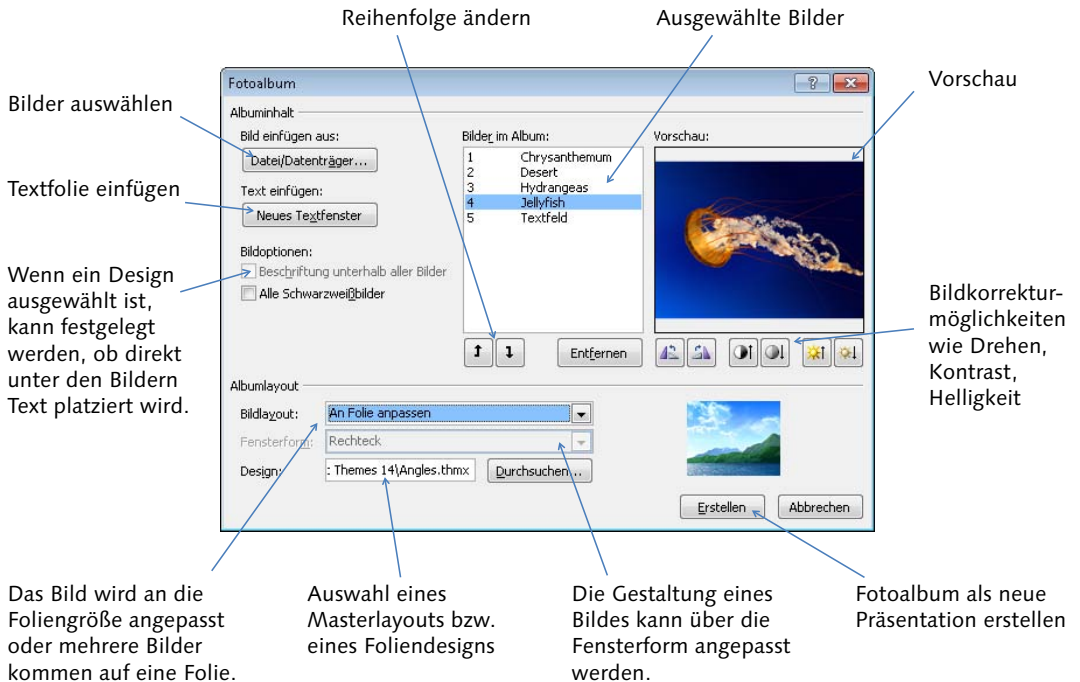 Reihenfolge ändern
Ausgewählte Bilder
Vorschau
Bilder auswählen
Textfolie einfügen
Wenn ein Design
ausgewählt ist,
kann festgelegt
werden, ob direkt
unter den Bildern
Text platziert wird.
Fotoalbum
Albuminhalt
Bild einfügen aus:
Datei/Datenträger...
Text einfügen:
Neues Textfenster
Bildoptionen:
Beschriftung unterhalb aller Bilder
Alle Schwarzweißbilder
Bilder im Album:
1 Chrysanthemum
2 Desert
3 Hydrangeas
4 Jellyfish
5 Textfeld
Entfernen
Vorschau:
Bildkorrektur-
möglichkeiten
wie Drehen,
Kontrast,
Helligkeit
Albumlayout
Bildlayout: An Folie anpassen
Fensterform: Rechteck
Design: : Themes 14\Angles.thmx Durchsuchen...
Erstellen Abbrechen
Das Bild wird an die
Foliengröße angepasst
oder mehrere Bilder
kommen auf eine Folie.
Auswahl eines
Masterlayouts bzw.
eines Foliendesigns
Die Gestaltung eines
Bildes kann über die
Fensterform angepasst
werden.
Fotoalbum als neue
Präsentation erstellen